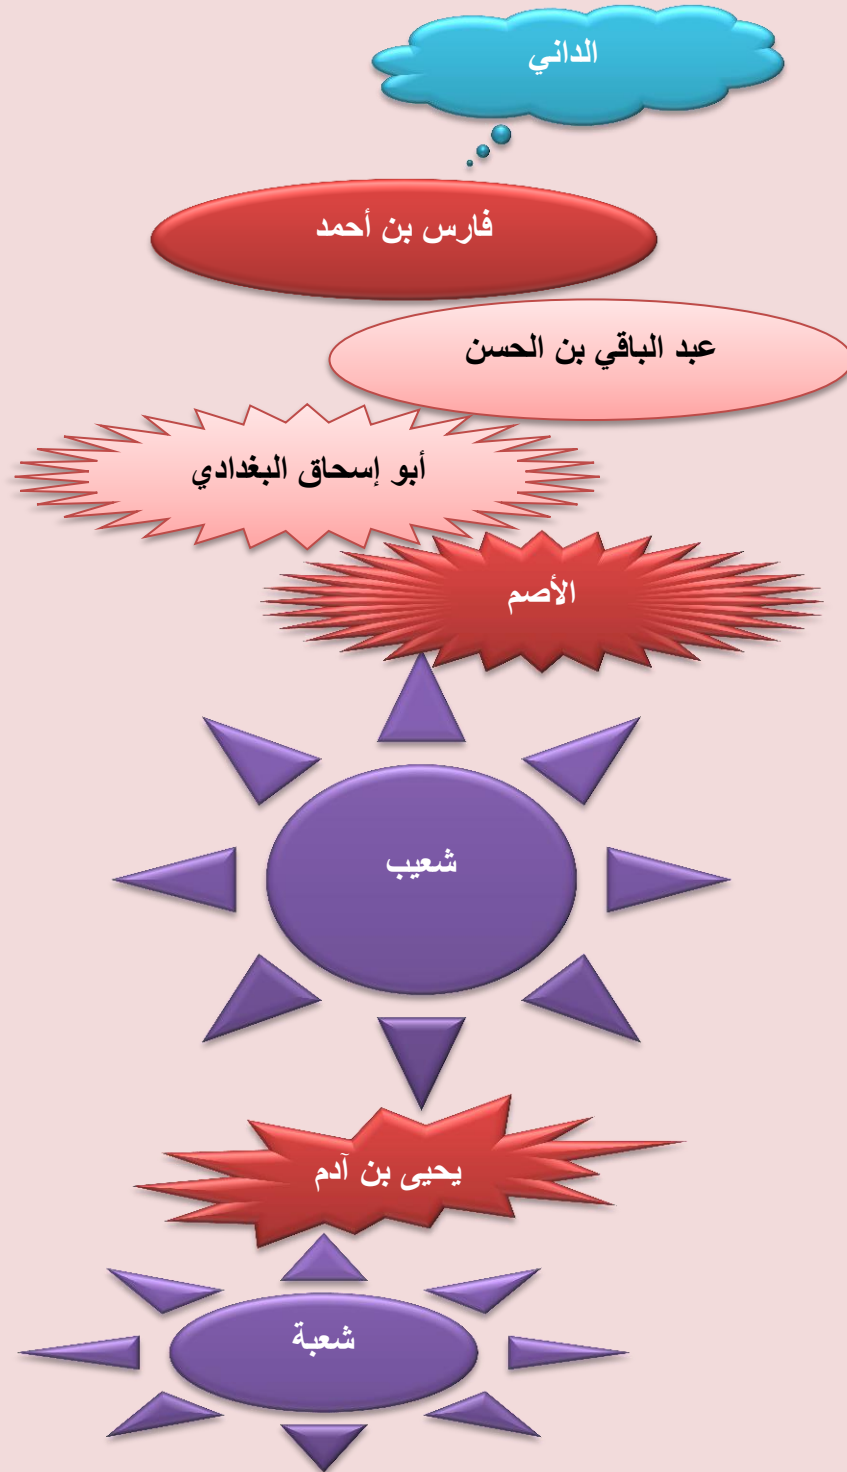 الداني
فارس بن أحمد
عبد الباقي بن الحسن
أبو إسحاق البغدادي
الأصم
شعيب
يحيى بن آدم
شعبة